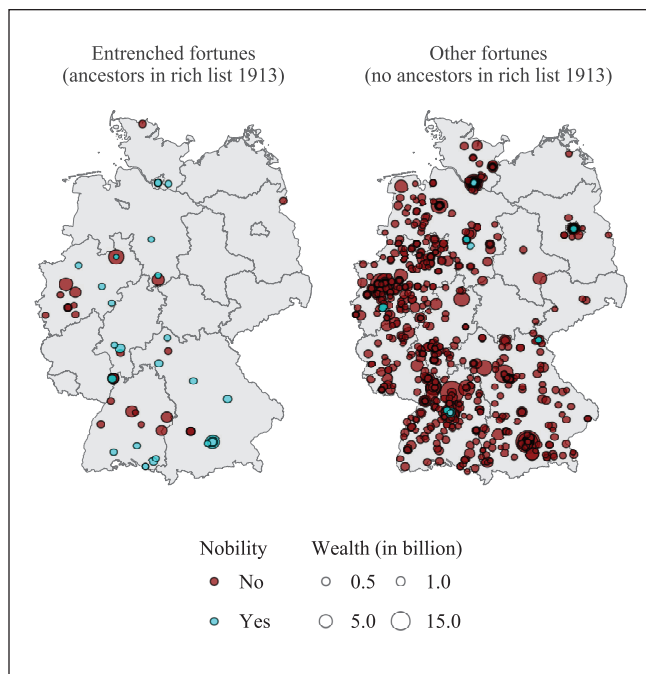 Entrenched fortunes
(ancestors in rich list 1913)
Other fortunes
(no ancestors in rich list 1913)
Nobility
No
Yes
Wealth (in billion)
0.5 1.0
5.0 15.0